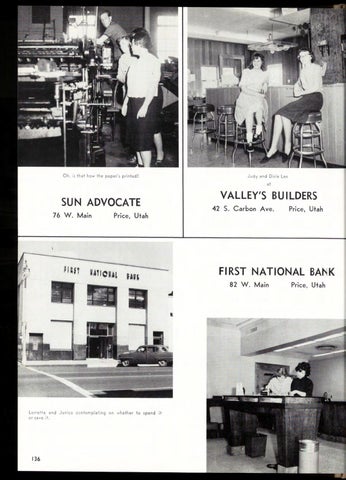 Oh, is that how the paper's printed?
SUN ADVOCATE
76 W. Main Price, Utah
Judy and Dixie Lee
at
VALLEY'S BUILDERS
42 S. Carbon Ave. Price, Utah
FIRST NATIONAL BANK
FIRST NATIONAL BANK
82 W. Main Price, Utah
and Janice contemplating on whether to spend it
or save it.
136